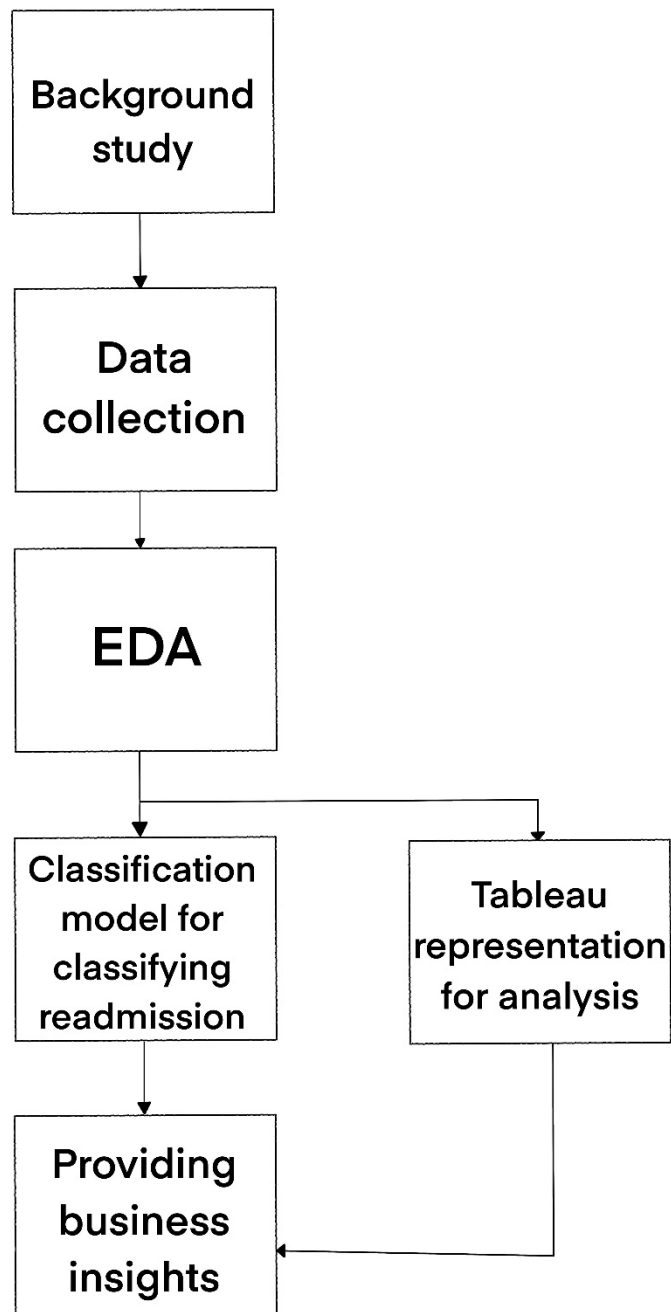 Background
study
Data
collection
EDA
Classification
model for
classifying
readmission
Tableau
representation
for analysis
Providing
business
insights